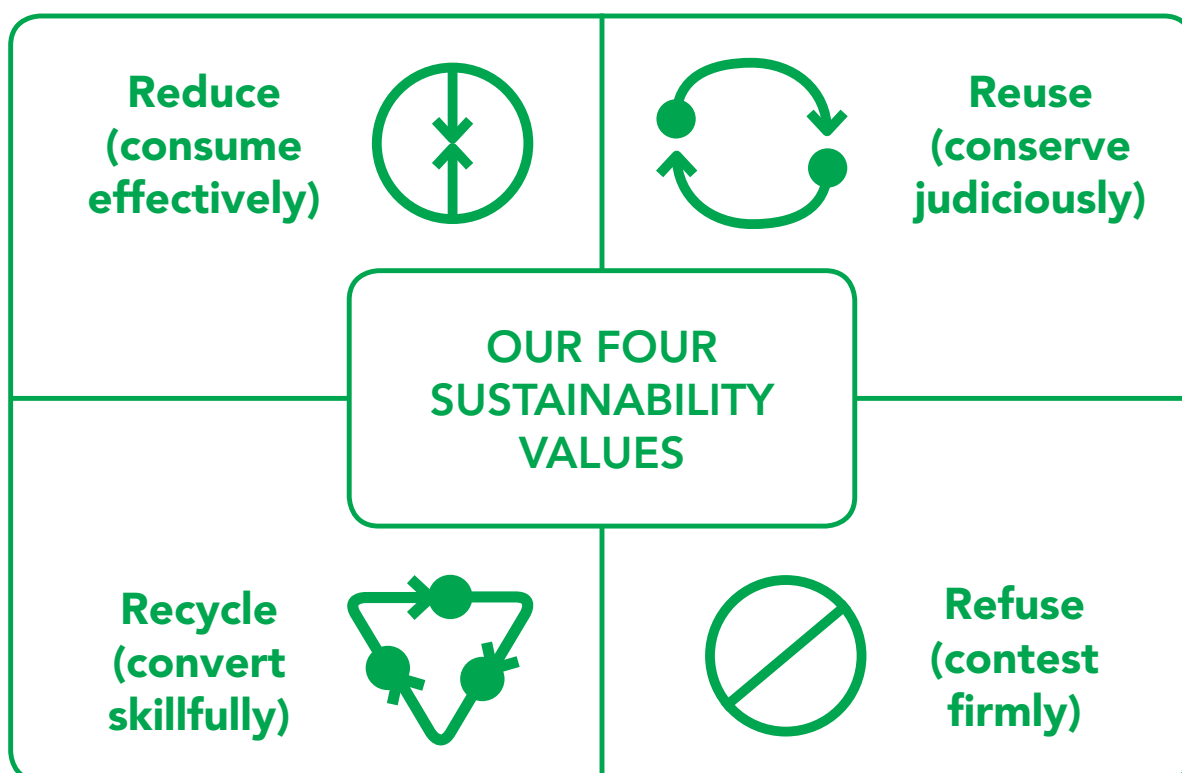 Reduce
(consume
effectively)
Reuse
(conserve
judiciously)
OUR FOUR
SUSTAINABILITY
VALUES
Recycle
(convert
skillfully)
Refuse
(contest
firmly)